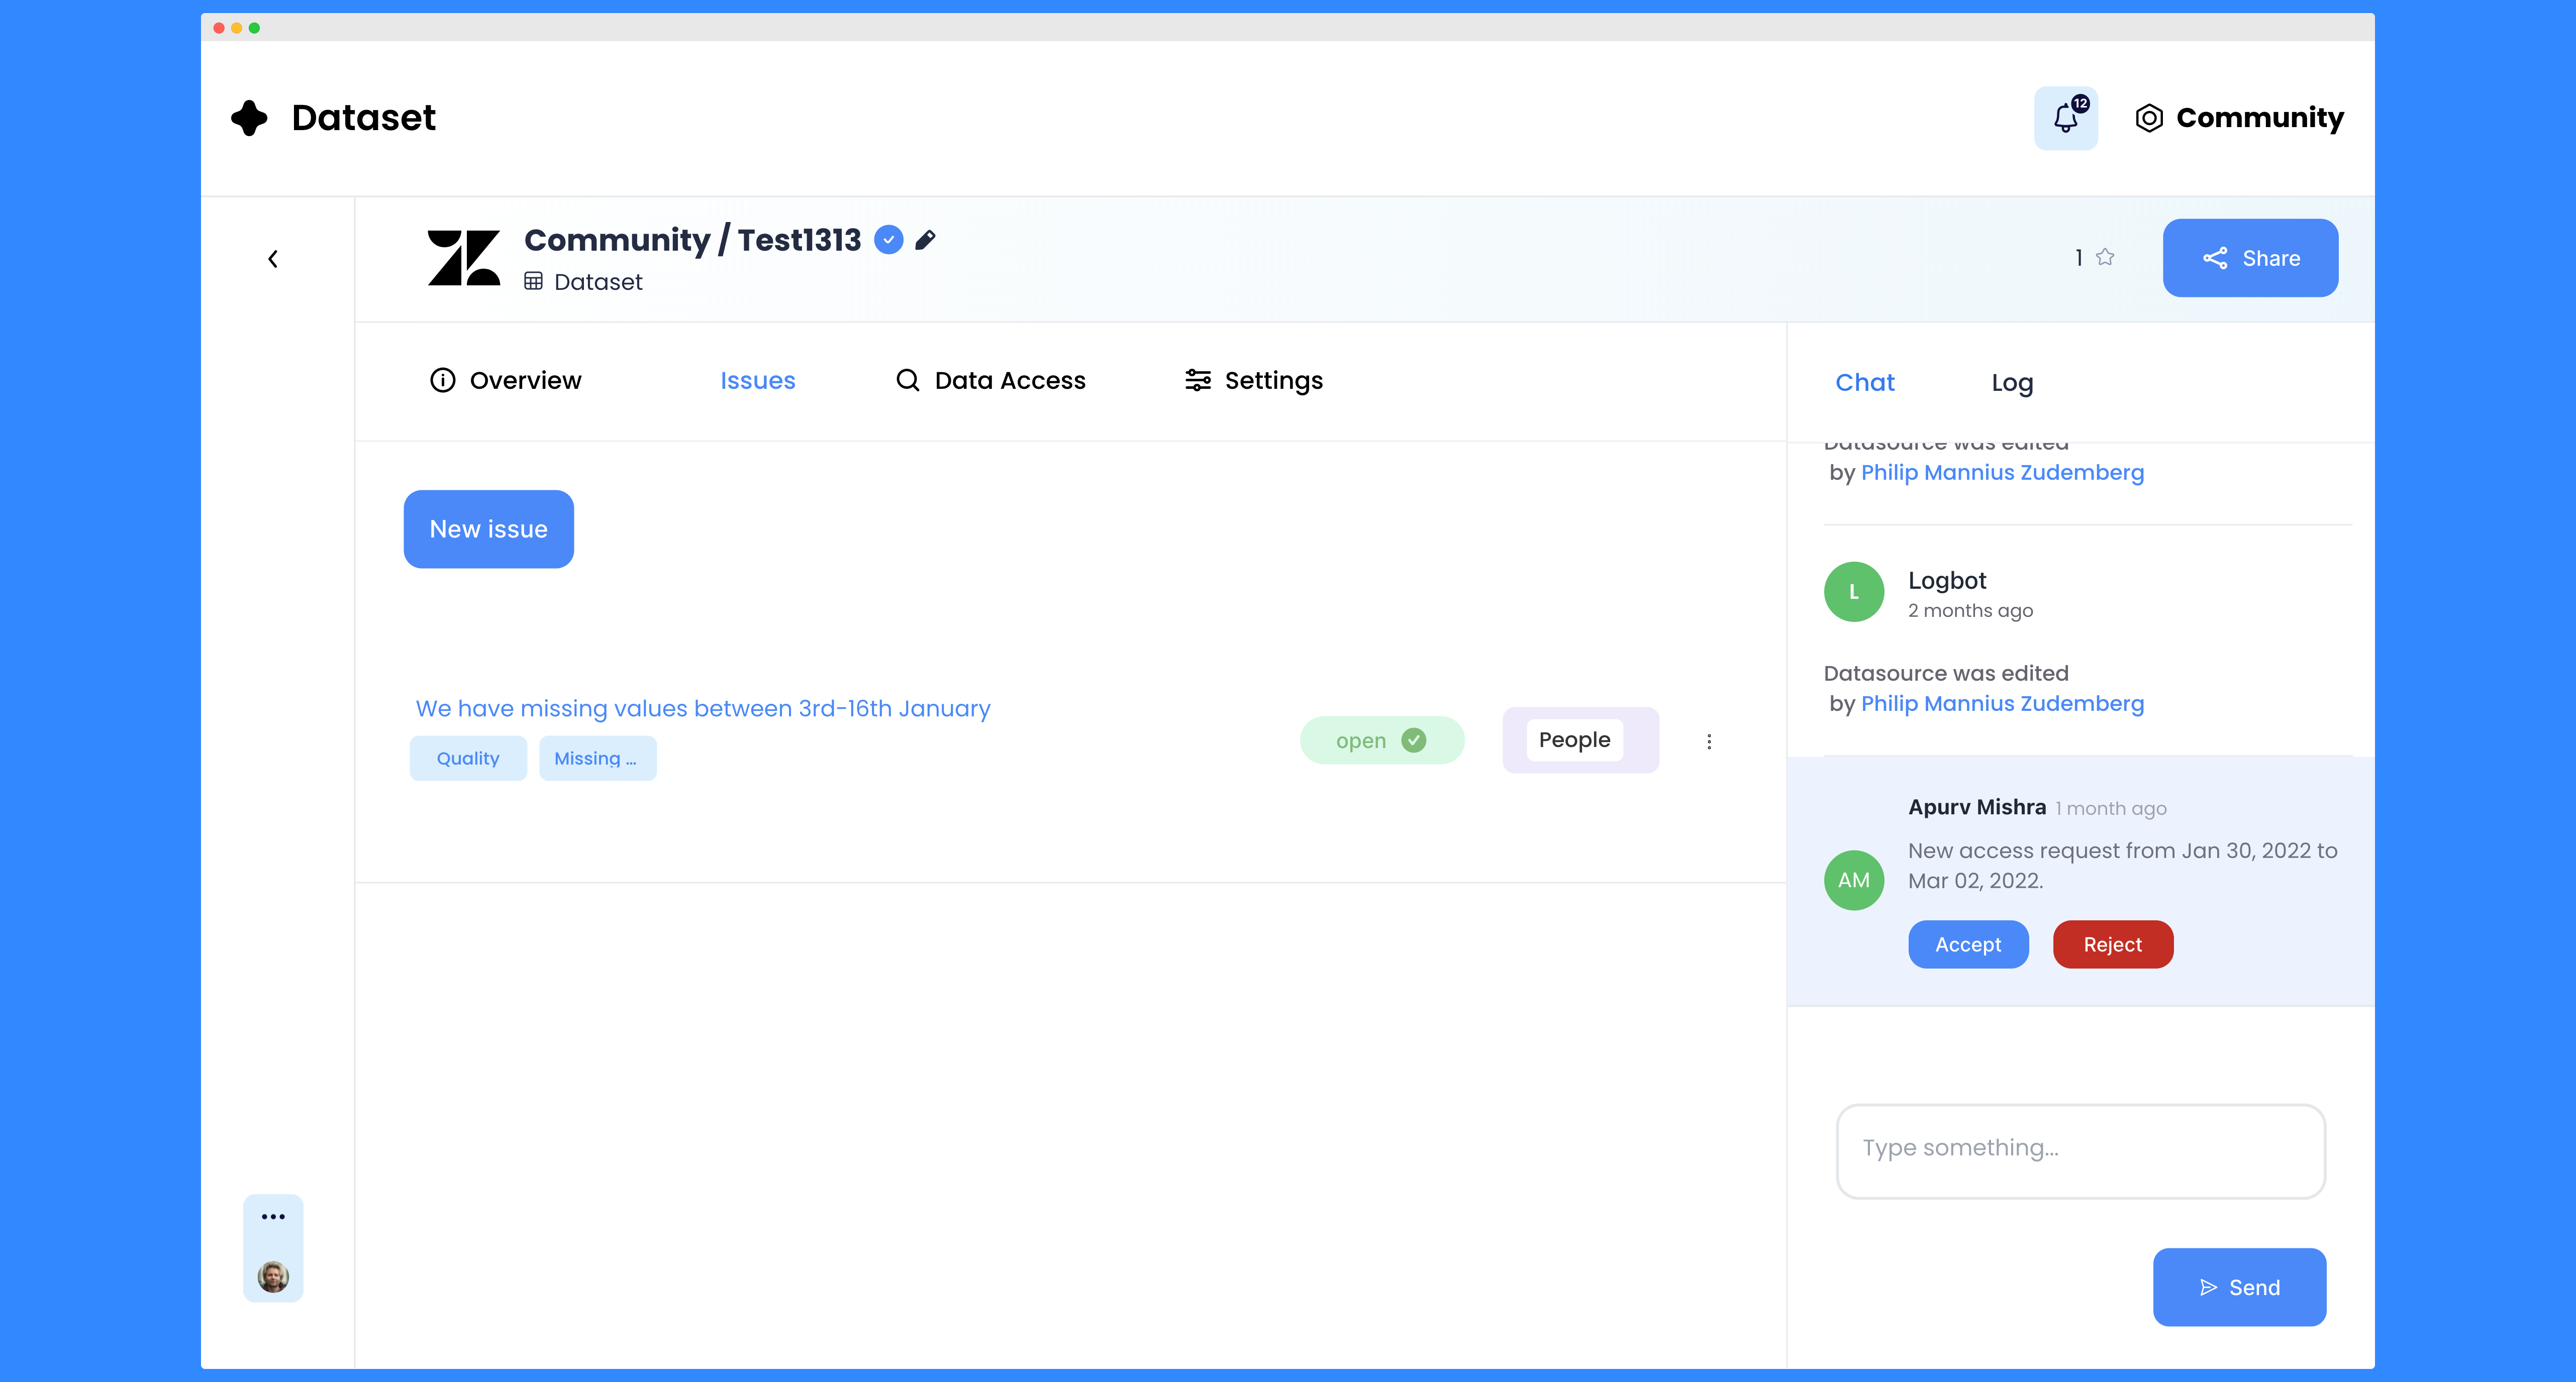 Dataset
12
Community
Community / Test1313
Dataset
1
Share
Overview
Issues
Data Access
Settings
Chat
Log
Datasource was edited
by Philip Mannius Zudemberg
New issue
L
Logbot
2 months ago
Datasource was edited
by Philip Mannius Zudemberg
We have missing values between 3rd-16th January
Quality
Missing ...
open
People
Apurv Mishra 1 month ago
AM
New access request from Jan 30, 2022 to
Mar 02, 2022.
Accept
Reject
Type something...
Send